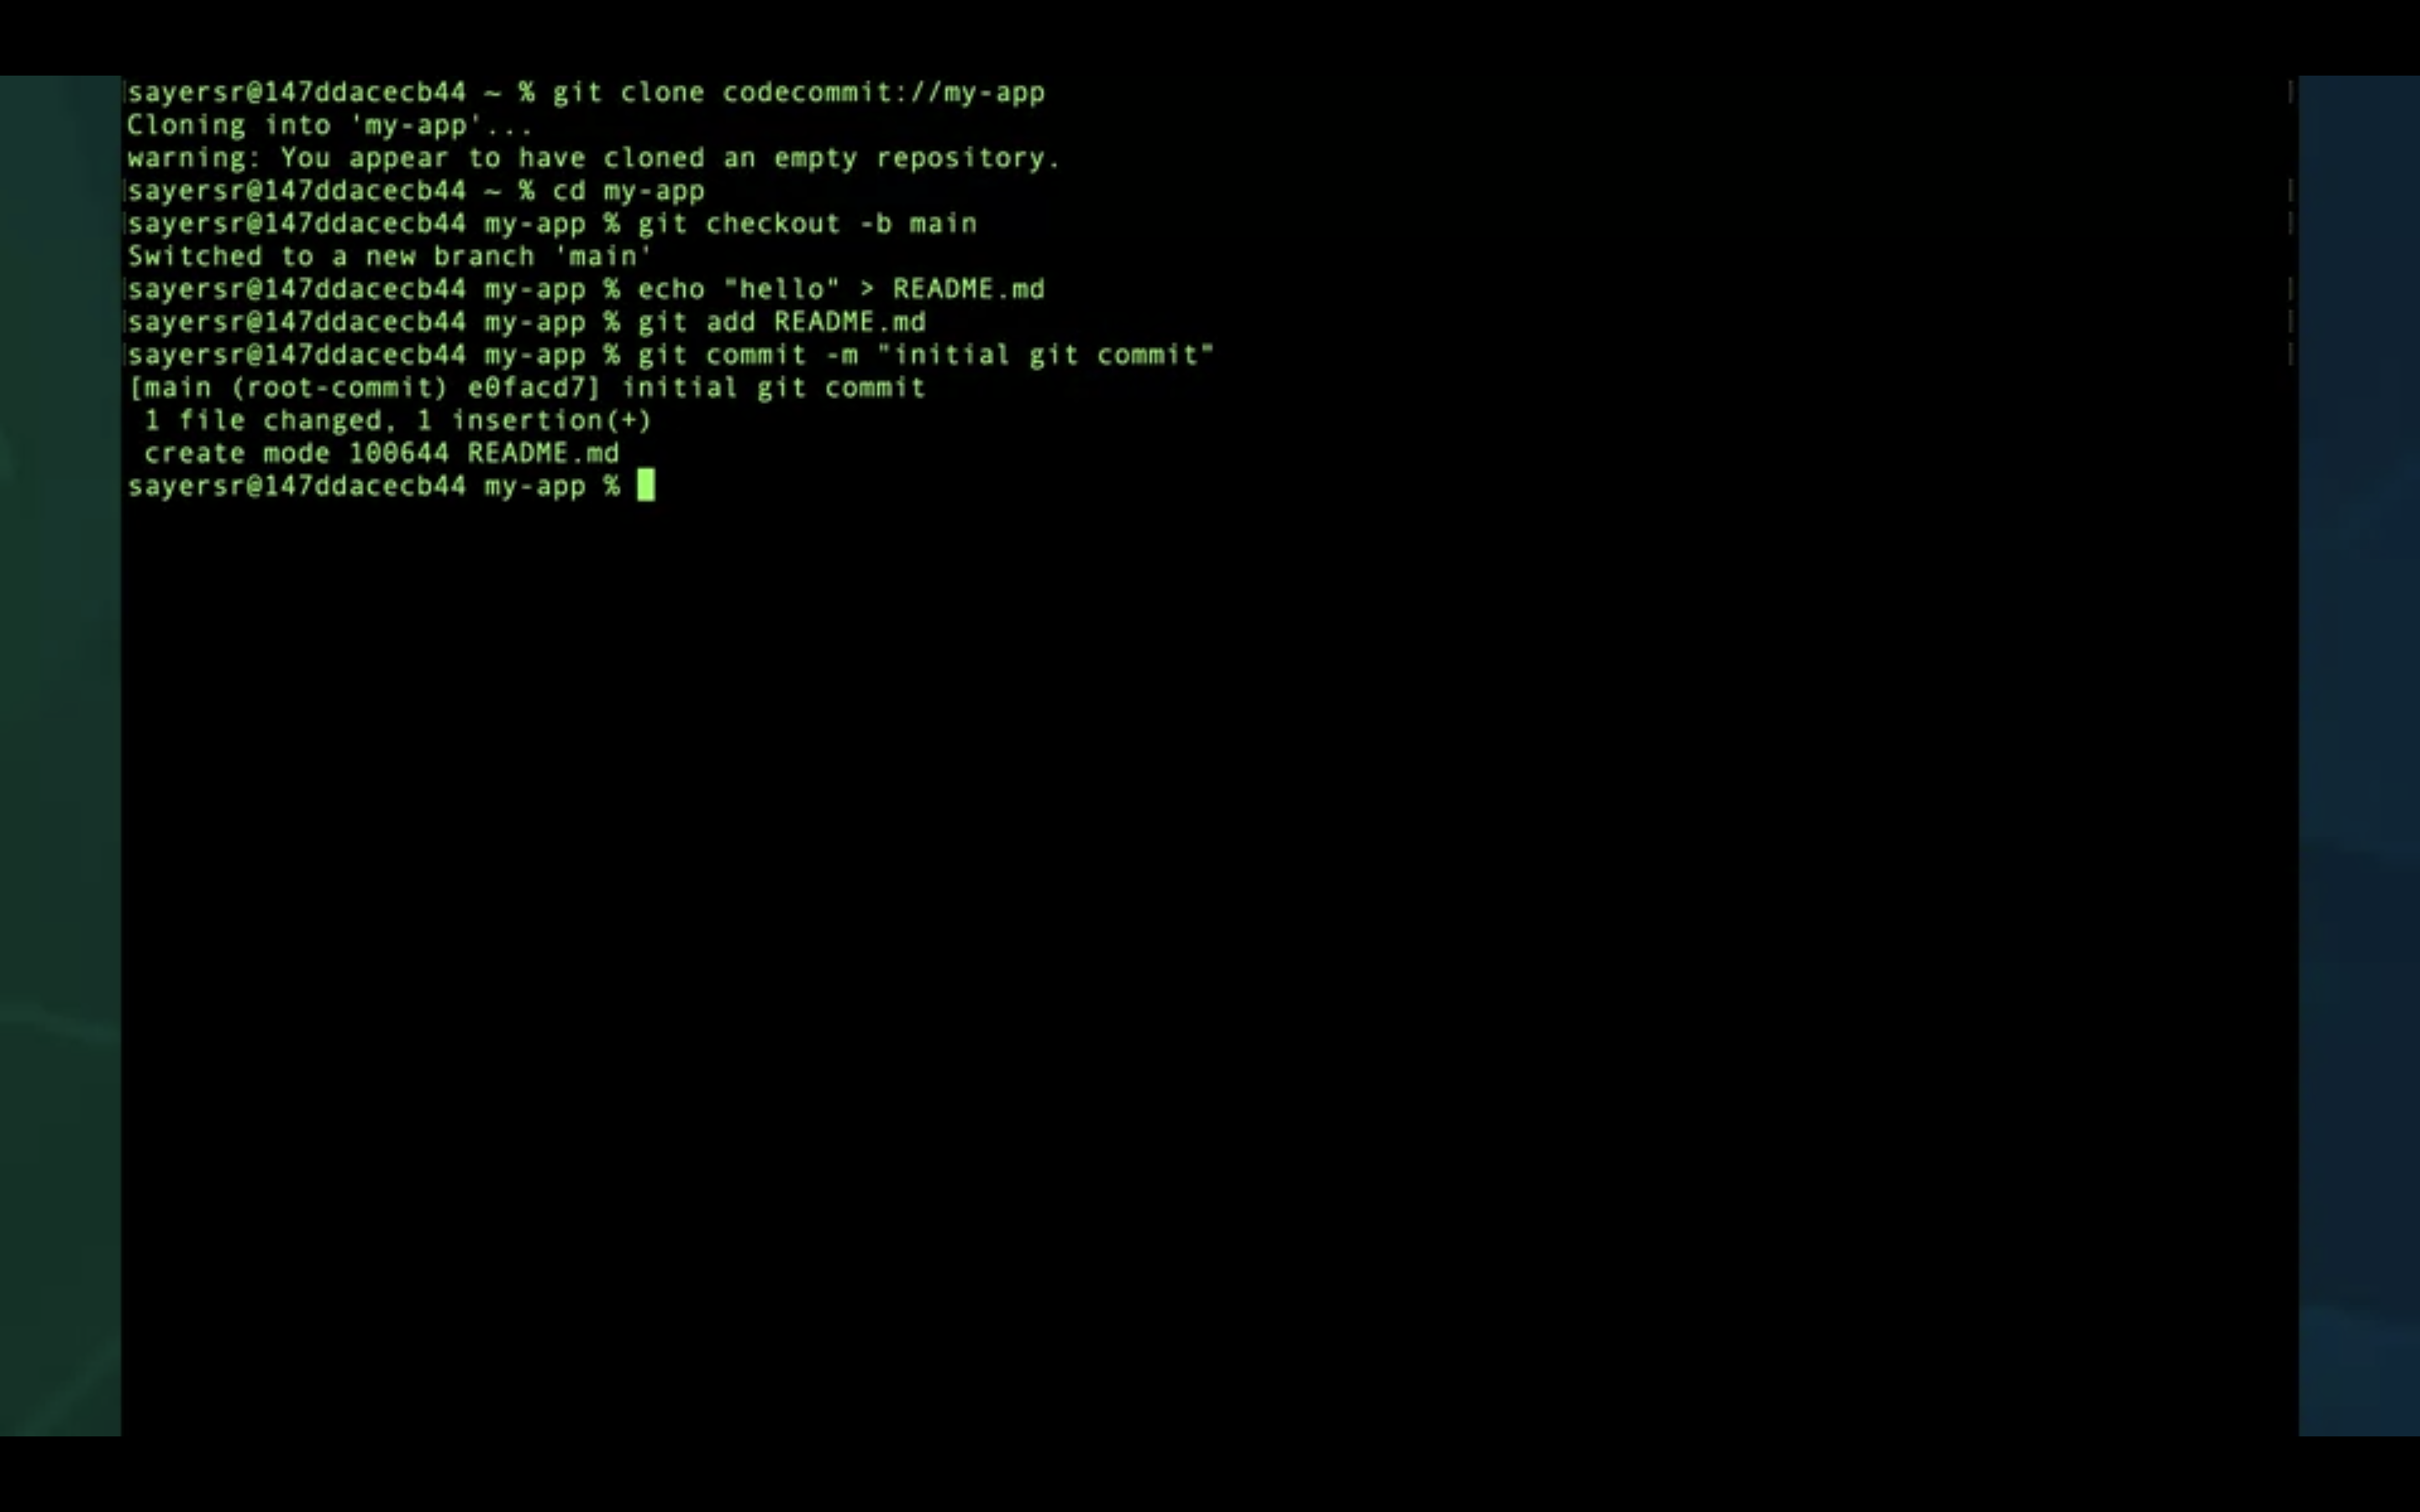 sayersr@147ddacecb44 ~ % git clone codecommit://my-app
Cloning into 'my-app'...
warning: You appear to have cloned an empty repository.
sayersr@147ddacecb44 ~ % cd my-app
sayersr@147ddacecb44 my-app % git checkout -b main
Switched to a new branch 'main'
sayersr@147ddacecb44 my-app % echo "hello" > README.md
sayersr@147ddacecb44 my-app % git add README.md
sayersr@147ddacecb44 my-app % git commit -m "initial git commit"
[main (root-commit) e0facd7] initial git commit
 1 file changed, 1 insertion(+)
 create mode 100644 README.md
sayersr@147ddacecb44 my-app %